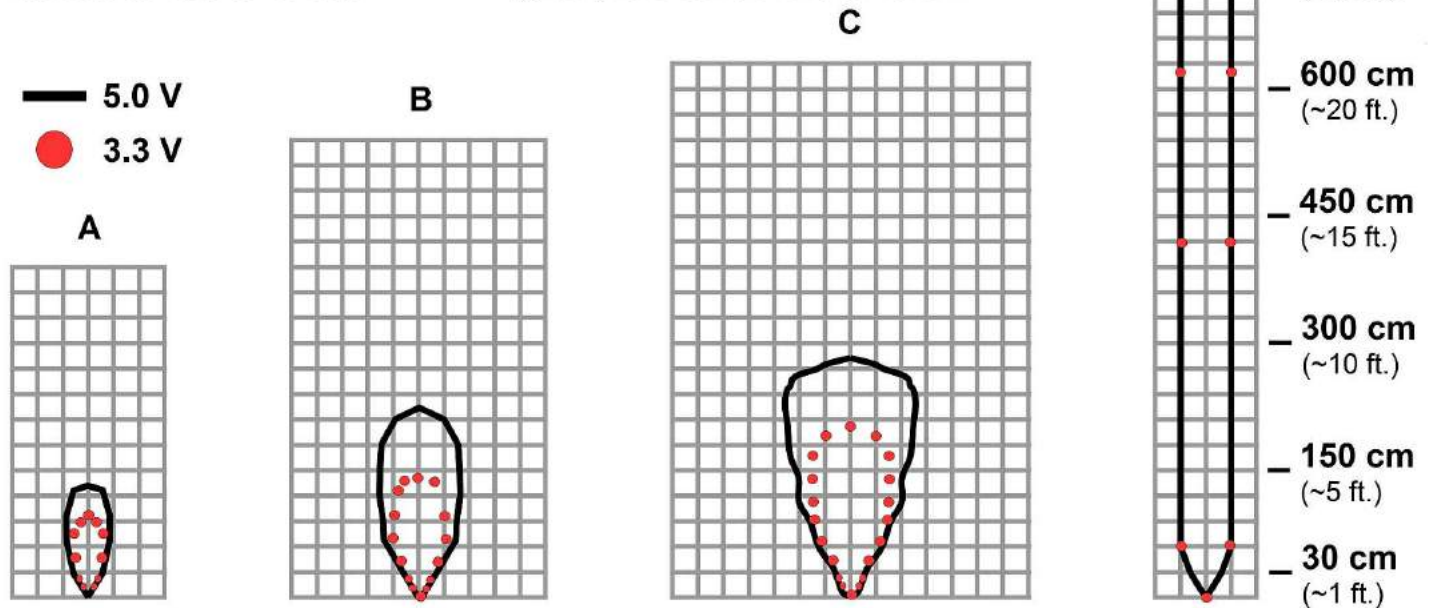 C
5.0 V
B
3.3 V
A
600 cm
(~20 ft.)
450 cm
(~15 ft.)
300 cm
(~10 ft.)
150 cm
(~5 ft.)
30 cm
(~1 ft.)